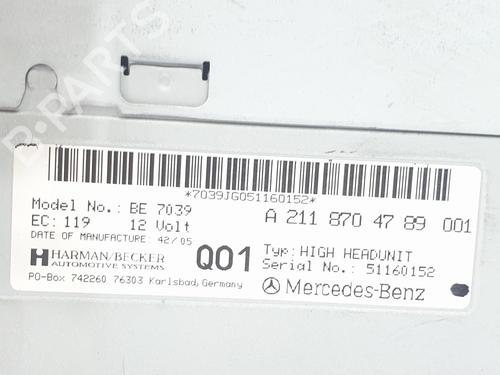 B-PARTS
*7039JG051160152*
Model No.: BE 7039
A 211 870 47 89 001
EC: 119 12 Volt
DATE OF MANUFACTURE: 42/05
HARMAN/BECKER
AUTOMOTIVE SYSTEMS
Q01
Typ: HIGH HEADUNIT
Serial No.: 51160152
PO-Box 742260 76303 Karlsbad, Germany
Mercedes-Benz